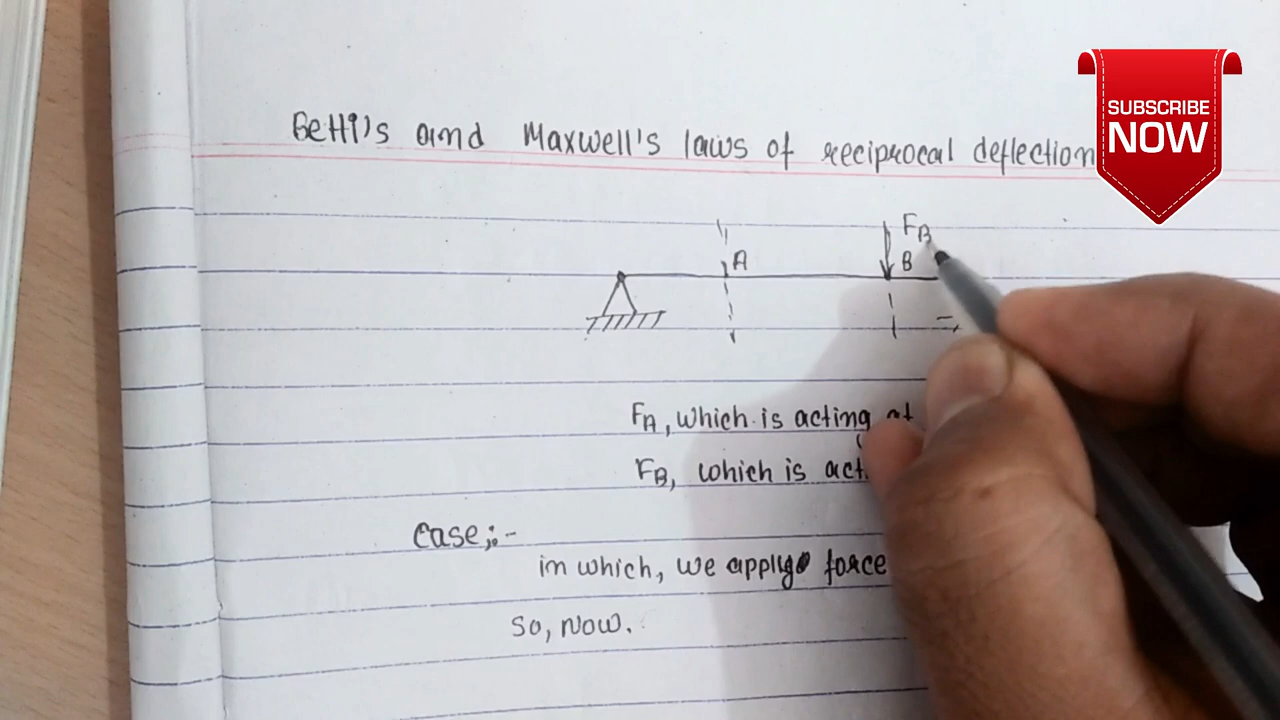 Betti's and Maxwell's laws of reciprocal deflection
SUBSCRIBE
NOW
FB
A
B
FA, which is acting at
FB, which is act
case;:-
in which, we apply force
so, now.